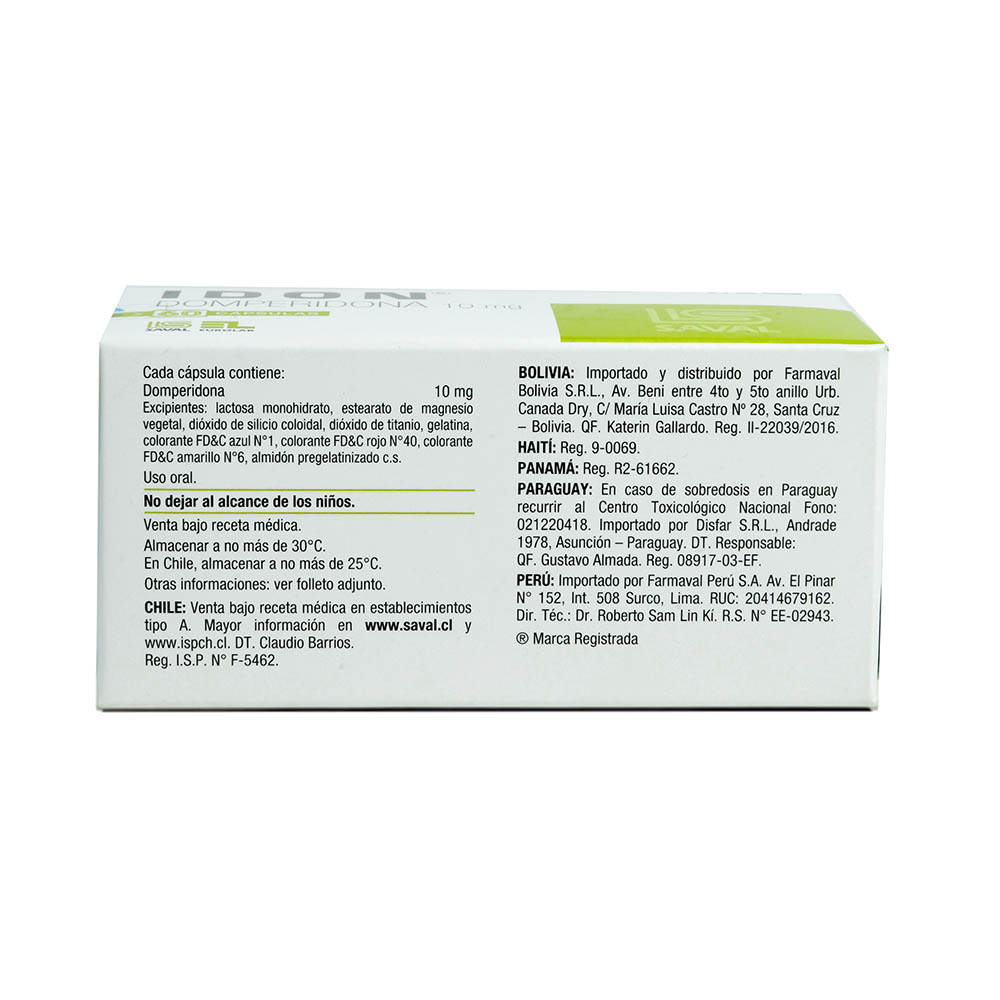 IDON®
DOMPERIDONA 10 mg
60 CÁPSULAS
SAVAL EUROLAB
SAVAL
Cada cápsula contiene:
Domperidona 10 mg
Excipientes: lactosa monohidrato, estearato de magnesio
vegetal, dióxido de silicio coloidal, dióxido de titanio, gelatina,
colorante FD&C azul N°1, colorante FD&C rojo N°40, colorante
FD&C amarillo N°6, almidón pregelatinizado c.s.
Uso oral.
No dejar al alcance de los niños.
Venta bajo receta médica.
Almacenar a no más de 30°C.
En Chile, almacenar a no más de 25°C.
Otras informaciones: ver folleto adjunto.
CHILE: Venta bajo receta médica en establecimientos
tipo A. Mayor información en www.saval.cl y
www.ispch.cl. DT. Claudio Barrios.
Reg. I.S.P. N° F-5462.
BOLIVIA: Importado y distribuido por Farmaval
Bolivia S.R.L., Av. Beni entre 4to y 5to anillo Urb.
Canada Dry, C/ María Luisa Castro Nº 28, Santa Cruz
– Bolivia. QF. Katerin Gallardo. Reg. II-22039/2016.
HAITÍ: Reg. 9-0069.
PANAMÁ: Reg. R2-61662.
PARAGUAY: En caso de sobredosis en Paraguay
recurrir al Centro Toxicológico Nacional Fono:
021220418. Importado por Disfar S.R.L., Andrade
1978, Asunción – Paraguay. DT. Responsable:
QF. Gustavo Almada. Reg. 08917-03-EF.
PERÚ: Importado por Farmaval Perú S.A. Av. El Pinar
N° 152, Int. 508 Surco, Lima. RUC: 20414679162.
Dir. Téc.: Dr. Roberto Sam Lin Kí. R.S. N° EE-02943.
® Marca Registrada